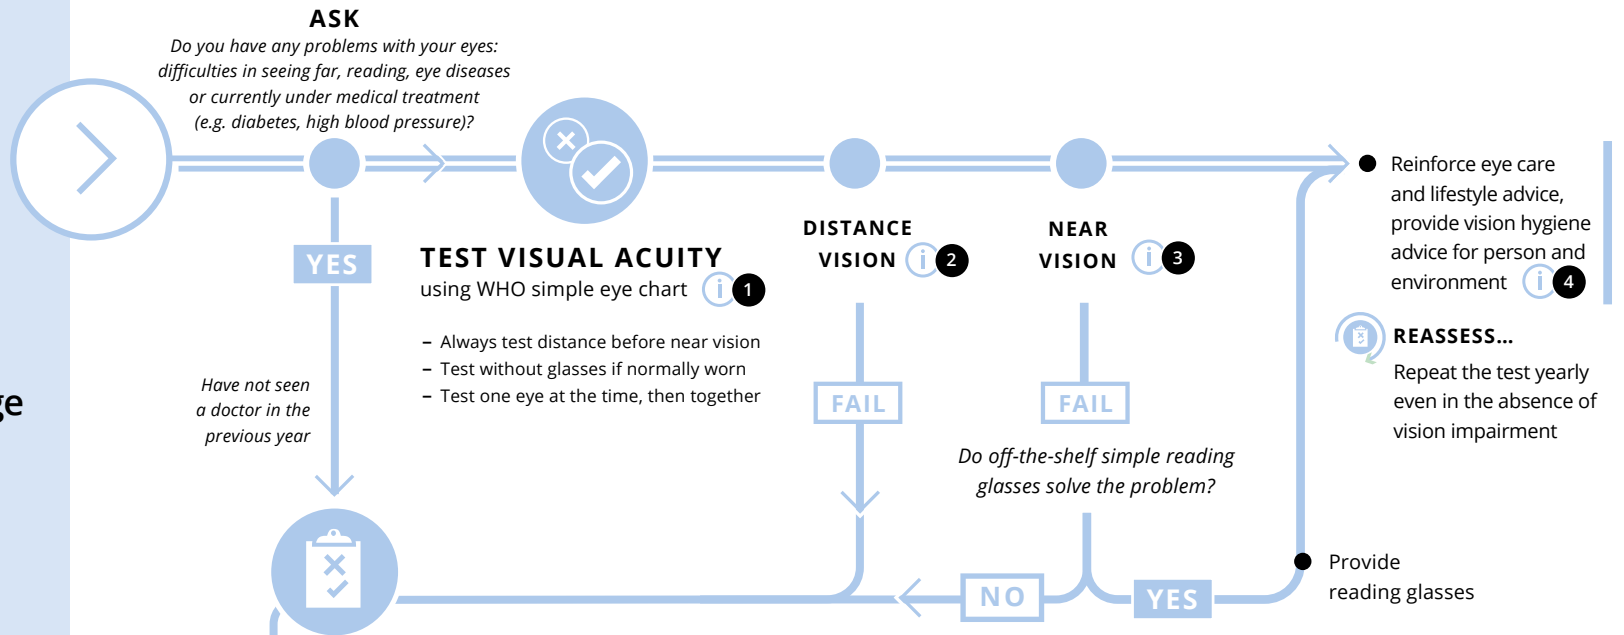 ASK
Do you have any problems with your eyes:
difficulties in seeing far, reading, eye diseases
or currently under medical treatment
(e.g. diabetes, high blood pressure)?
YES
Have not seen
a doctor in the
previous year
ge
TEST VISUAL ACUITY
using WHO simple eye chart i 1
– Always test distance before near vision
– Test without glasses if normally worn
– Test one eye at the time, then together
DISTANCE
VISION i 2
FAIL
NEAR
VISION i 3
FAIL
Do off-the-shelf simple reading
glasses solve the problem?
NO
YES
Provide
reading glasses
Reinforce eye care
and lifestyle advice,
provide vision hygiene
advice for person and
environment i 4
REASSESS...
Repeat the test yearly
even in the absence of
vision impairment